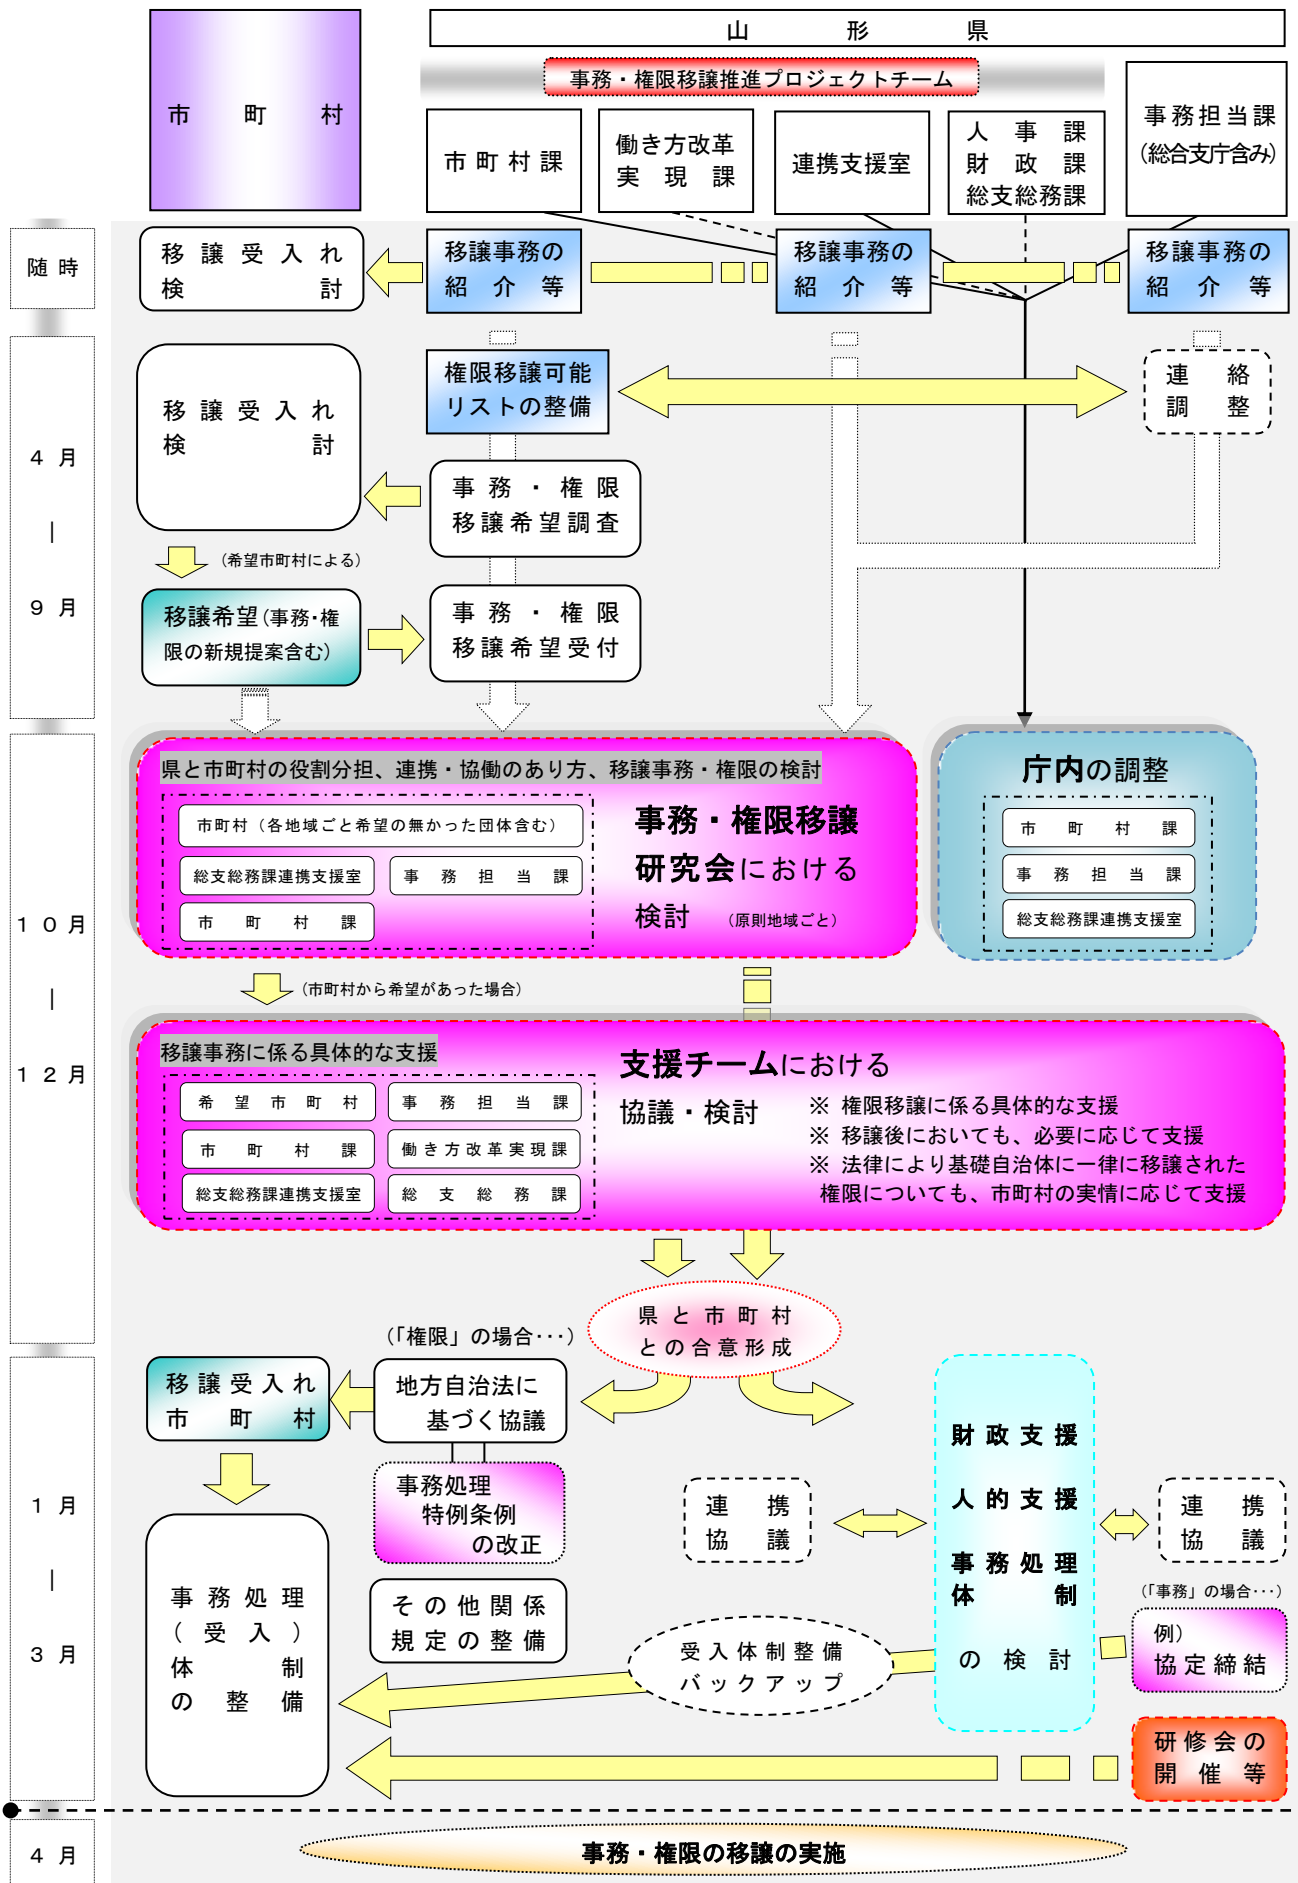 市町村
山形県
事務・権限移譲推進プロジェクトチーム
市町村課
働き方改革
実現課
連携支援室
人事課
財政課
総支総務課
事務担当課
(総合支庁含み)
随時
移譲受入れ
検討
移譲事務の
紹介等
移譲事務の
紹介等
移譲事務の
紹介等
4月
|
9月
移譲受入れ
検討
権限移譲可能
リストの整備
連絡
調整
事務・権限
移譲希望調査
(希望市町村による)
移譲希望(事務・権
限の新規提案含む)
事務・権限
移譲希望受付
10月
|
12月
県と市町村の役割分担、連携・協働のあり方、移譲事務・権限の検討
市町村(各地域ごと希望の無かった団体含む)
総支総務課連携支援室
事務担当課
市町村課
事務・権限移譲
研究会における
検討 (原則地域ごと)
庁内の調整
市町村課
事務担当課
総支総務課連携支援室
(市町村から希望があった場合)
移譲事務に係る具体的な支援
希望市町村
事務担当課
市町村課
働き方改革実現課
総支総務課連携支援室
総支総務課
支援チームにおける
協議・検討
※ 権限移譲に係る具体的な支援
※ 移譲後においても、必要に応じて支援
※ 法律により基礎自治体に一律に移譲された
権限についても、市町村の実情に応じて支援
県と市町村
との合意形成
(「権限」の場合・・・)
1月
|
3月
移譲受入れ
市町村
地方自治法に
基づく協議
事務処理
特例条例
の改正
その他関係
規定の整備
事務処理
(受入)
体制
の整備
連携
協議
財政支援
人的支援
事務処理
体制
の検討
連携
協議
(「事務」の場合・・・)
例)
協定締結
受入体制整備
バックアップ
研修会の
開催等
4月
事務・権限の移譲の実施